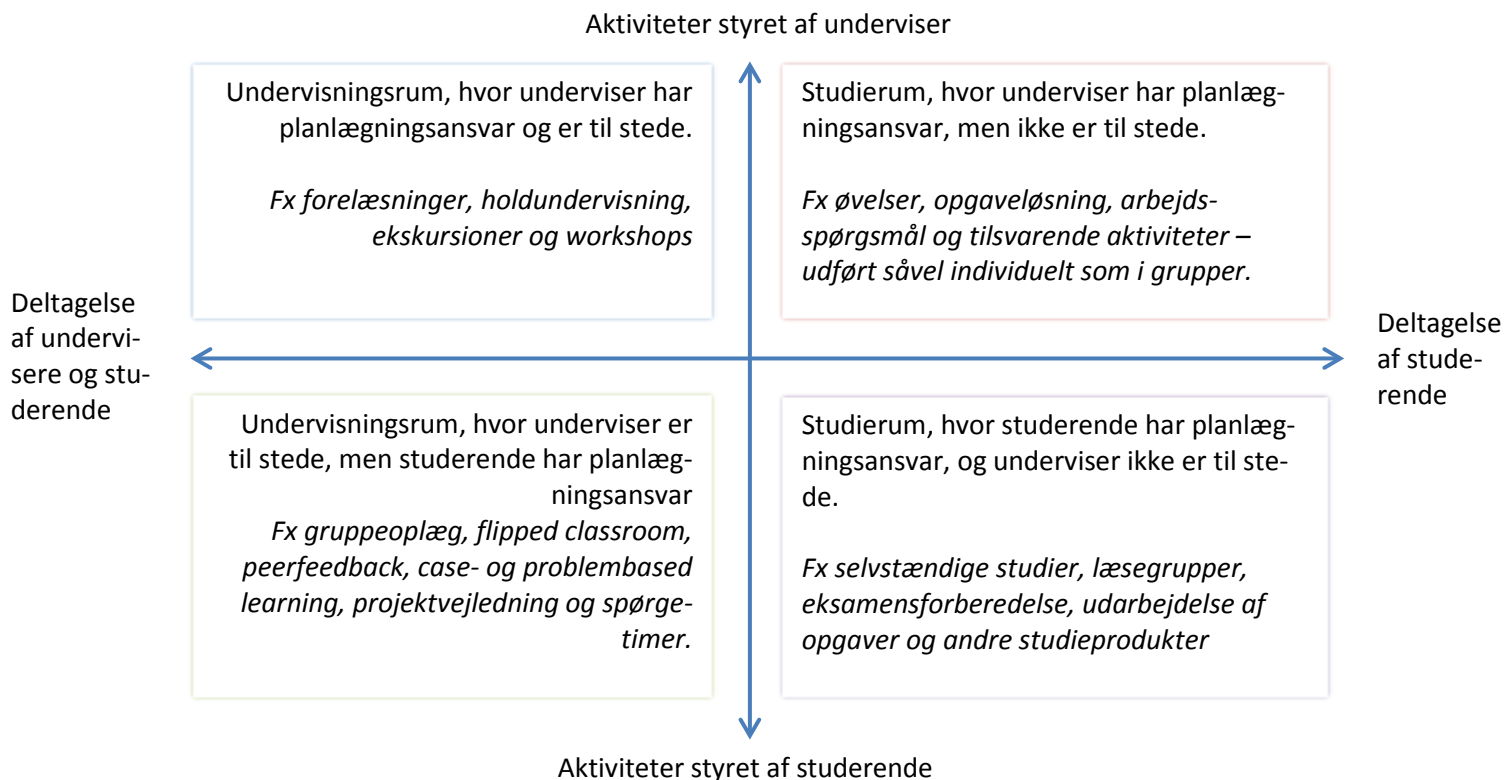 Aktiviteter styret af underviser
Undervisningsrum, hvor underviser har
planlægningsansvar og er til stede.
Fx forelæsninger, holdundervisning,
ekskursioner og workshops
Studierum, hvor underviser har planlæg-
ningsansvar, men ikke er til stede.
Fx øvelser, opgaveløsning, arbejds-
spørgsmål og tilsvarende aktiviteter –
udført såvel individuelt som i grupper.
Deltagelse
af undervi-
sere og stu-
derende
Deltagelse
af stude-
rende
Undervisningsrum, hvor underviser er
til stede, men studerende har planlæg-
ningsansvar
Fx gruppeoplæg, flipped classroom,
peerfeedback, case- og problembased
learning, projektvejledning og spørge-
timer.
Studierum, hvor studerende har planlæg-
ningsansvar, og underviser ikke er til ste-
de.
Fx selvstændige studier, læsegrupper,
eksamensforberedelse, udarbejdelse af
opgaver og andre studieprodukter
Aktiviteter styret af studerende